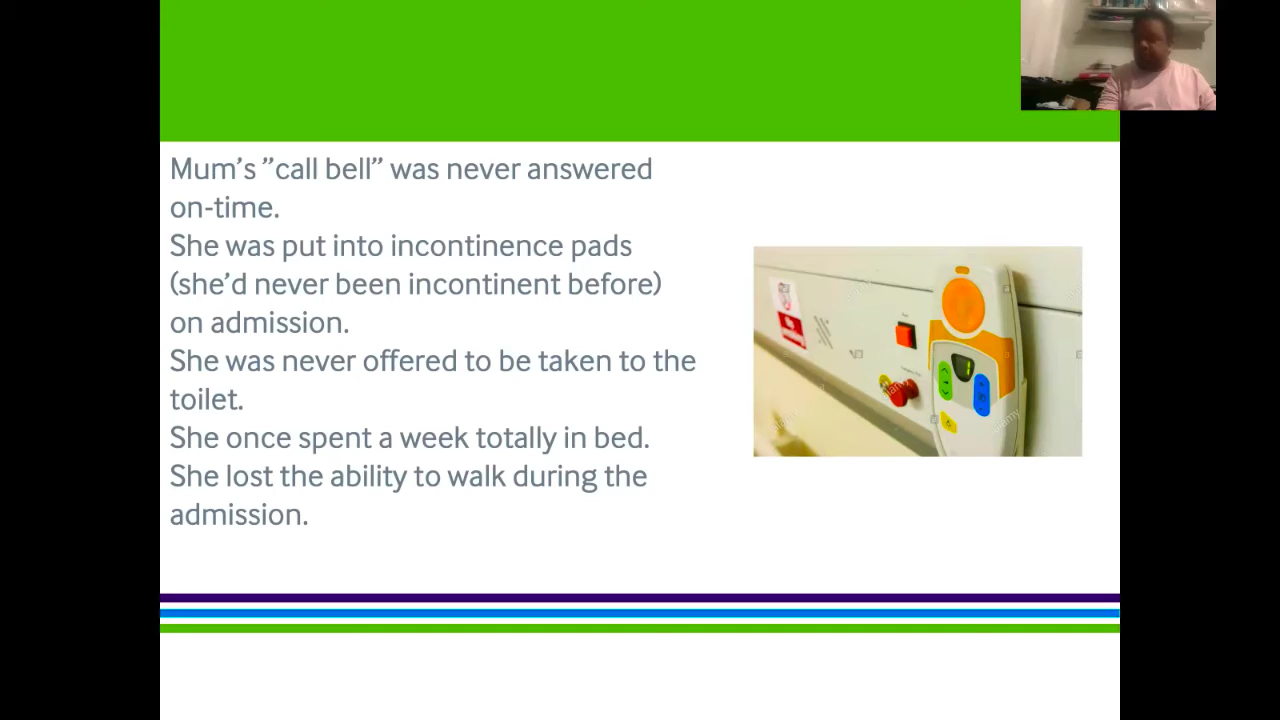 Mum’s ”call bell” was never answered
on-time.
She was put into incontinence pads
(she’d never been incontinent before)
on admission.
She was never offered to be taken to the
toilet.
She once spent a week totally in bed.
She lost the ability to walk during the
admission.
alamy